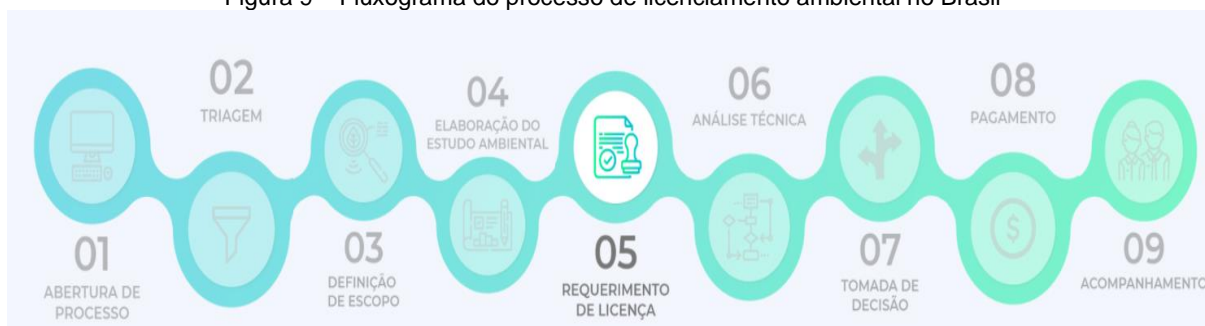 Figura 9 – Fluxograma do processo de licenciamento ambiental no Brasil
01
ABERTURA DE
PROCESSO
02
TRIAGEM
03
DEFINIÇÃO
DE ESCOPO
04
ELABORAÇÃO DO
ESTUDO AMBIENTAL
05
REQUERIMENTO
DE LICENÇA
06
ANÁLISE TÉCNICA
07
TOMADA DE
DECISÃO
08
PAGAMENTO
$
09
ACOMPANHAMENTO